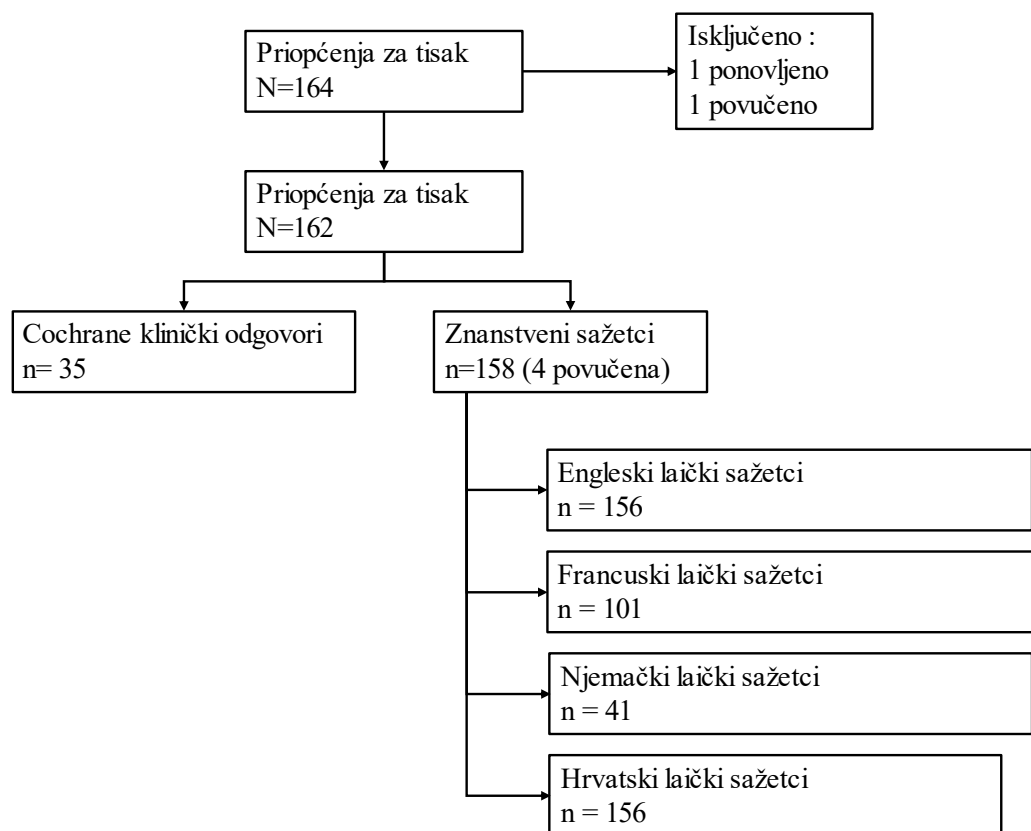 Priopćenja za tisak
N=164
Isključeno :
1 ponovljeno
1 povučeno
Priopćenja za tisak
N=162
Cochrane klinički odgovori
n= 35
Znanstveni sažetci
n=158 (4 povučena)
Engleski laički sažetci
n = 156
Francuski laički sažetci
n = 101
Njemački laički sažetci
n = 41
Hrvatski laički sažetci
n = 156